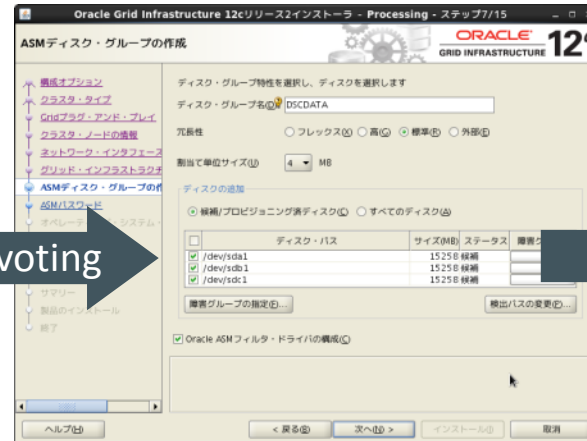 Oracle Grid Infrastructure 12cリリース2インストーラ - Processing - ステップ7/15
ASMディスク・グループの作成
ORACLE
GRID INFRASTRUCTURE
12
構成オプション
クラスタ・タイプ
Gridプラグ・アンド・プレイ
クラスタ・ノードの情報
ネットワーク・インタフェース
グリッド・インフラストラクチ
ASMディスク・グループの作
ASMパスワード
オペレーティング・システム・
voting
サマリー
製品のインストール
終了
ディスク・グループ特性を選択し、ディスクを選択します
ディスク・グループ名(D) DSCDATA
冗長性 フレックス(X) 高(G) 標準(R) 外部(E)
割当て単位サイズ(U) 4 MB
ディスクの追加
候補/プロビジョニング済ディスク(C) すべてのディスク(A)
ディスク・パス サイズ(MB) ステータス 障害グ
/dev/sda1 15258 候補
/dev/sdb1 15258 候補
/dev/sdc1 15258 候補
障害グループの指定(F)... 検出パスの変更(P)...
Oracle ASMフィルタ・ドライバの構成(C)
ヘルプ(H) < 戻る(B) 次へ(N) > インストール(I) 取消